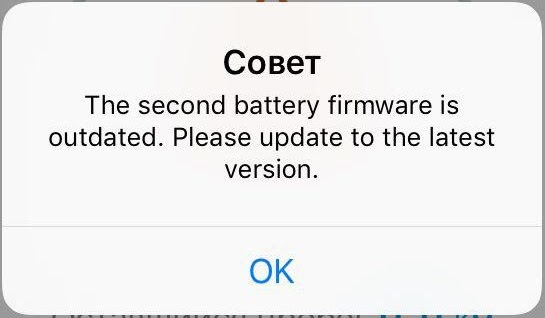 Совет
The second battery firmware is
outdated. Please update to the latest
version.
OK